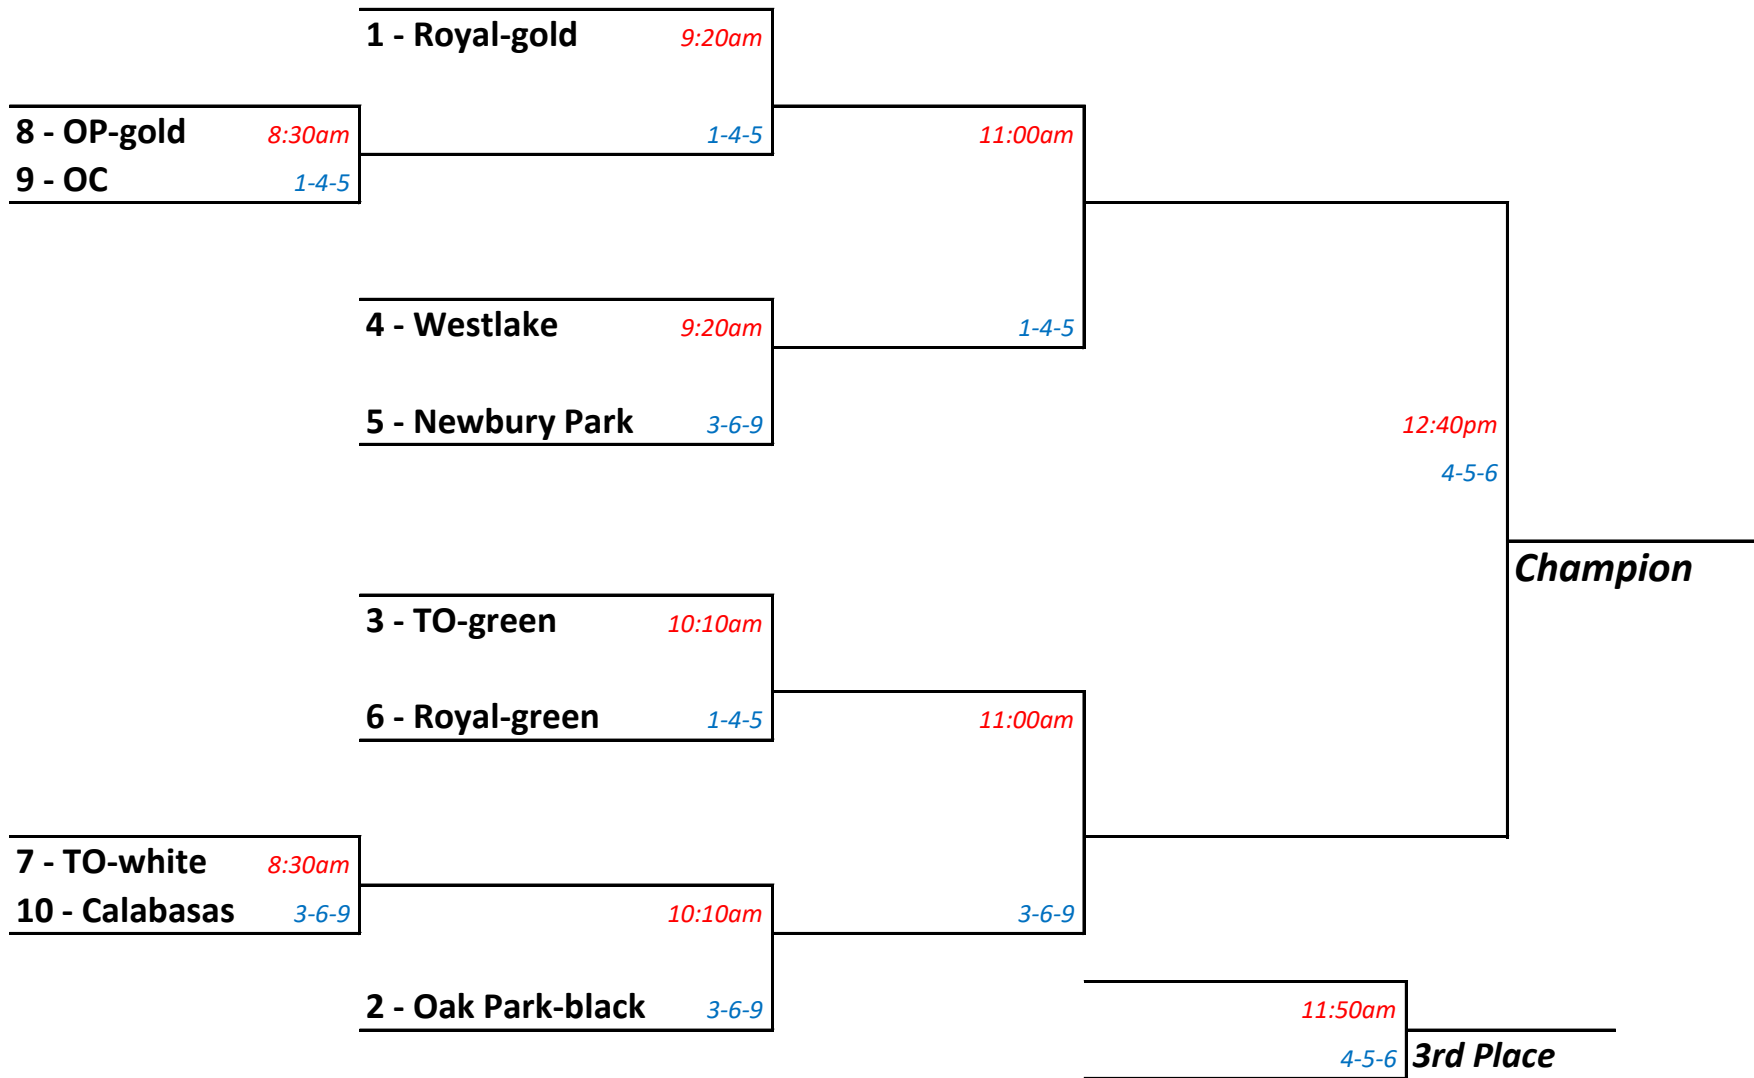 1 - Royal-gold 9:20am
8 - OP-gold 8:30am 1-4-5 11:00am
9 - OC 1-4-5
4 - Westlake 9:20am 1-4-5
5 - Newbury Park 3-6-9 12:40pm
4-5-6
Champion
3 - TO-green 10:10am
6 - Royal-green 1-4-5 11:00am
7 - TO-white 8:30am
10 - Calabasas 3-6-9 10:10am 3-6-9
2 - Oak Park-black 3-6-9 11:50am
4-5-6 3rd Place